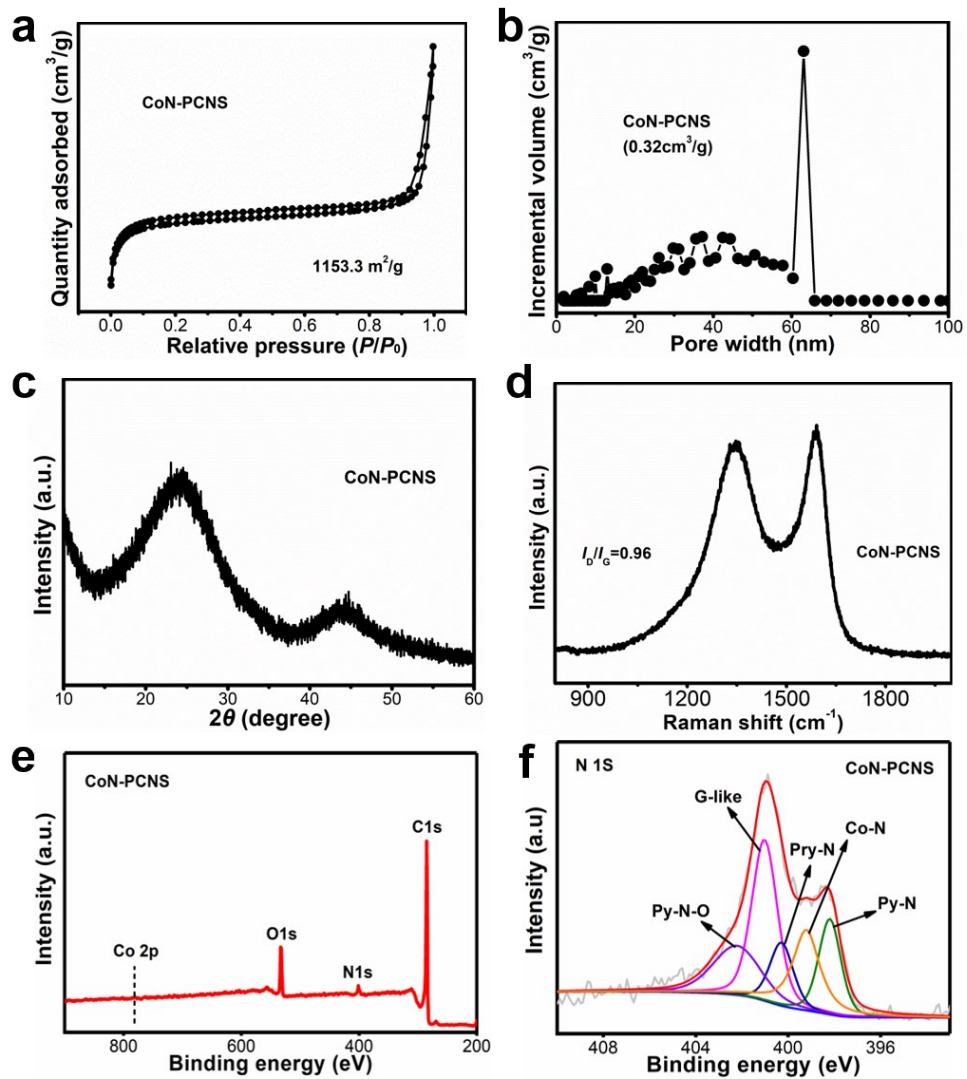 a
Quantity adsorbed (cm³/g)
CoN-PCNS
1153.3 m²/g
0.0 0.2 0.4 0.6 0.8 1.0
Relative pressure (P/P₀)
b
Incremental volume (cm³/g)
CoN-PCNS
(0.32cm³/g)
0 20 40 60 80 100
Pore width (nm)
c
Intensity (a.u.)
CoN-PCNS
10 20 30 40 50 60
2θ (degree)
d
Intensity (a.u.)
I_D/I_G=0.96
CoN-PCNS
900 1200 1500 1800
Raman shift (cm⁻¹)
e
Intensity (a.u.)
CoN-PCNS
C1s
O1s
Co 2p
N1s
800 600 400 200
Binding energy (eV)
f
Intensity (a.u)
N 1S
CoN-PCNS
G-like
Co-N
Pry-N
Py-N-O
Py-N
408 404 400 396
Binding energy (eV)